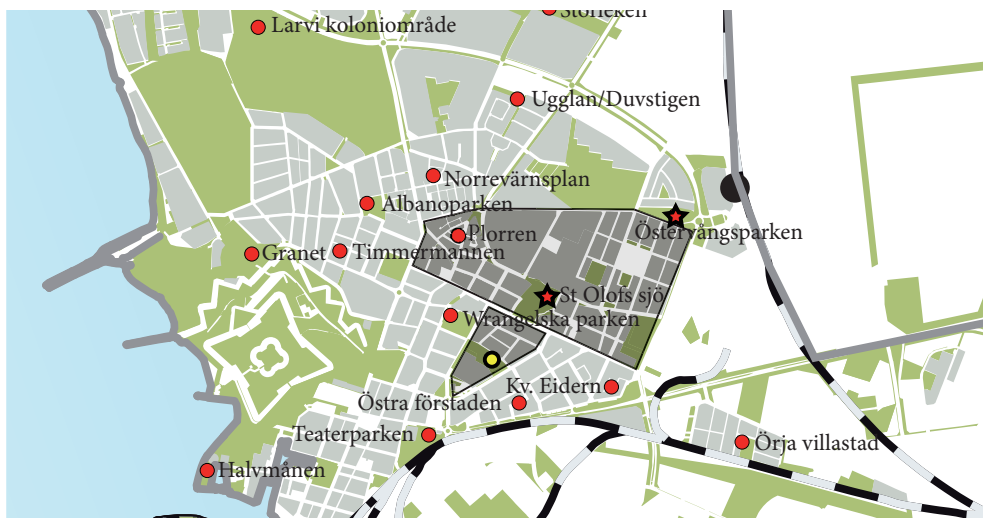 Storleken
Larvi koloniområde
Ugglan/Duvstigen
Norrevärnsplan
Albanoparken
Östervångsparken
Plorren
Granet
Timmermannen
St Olofs sjö
Wrangelska parken
Kv. Eidern
Östra förstaden
Teaterparken
Örja villastad
Halvmånen